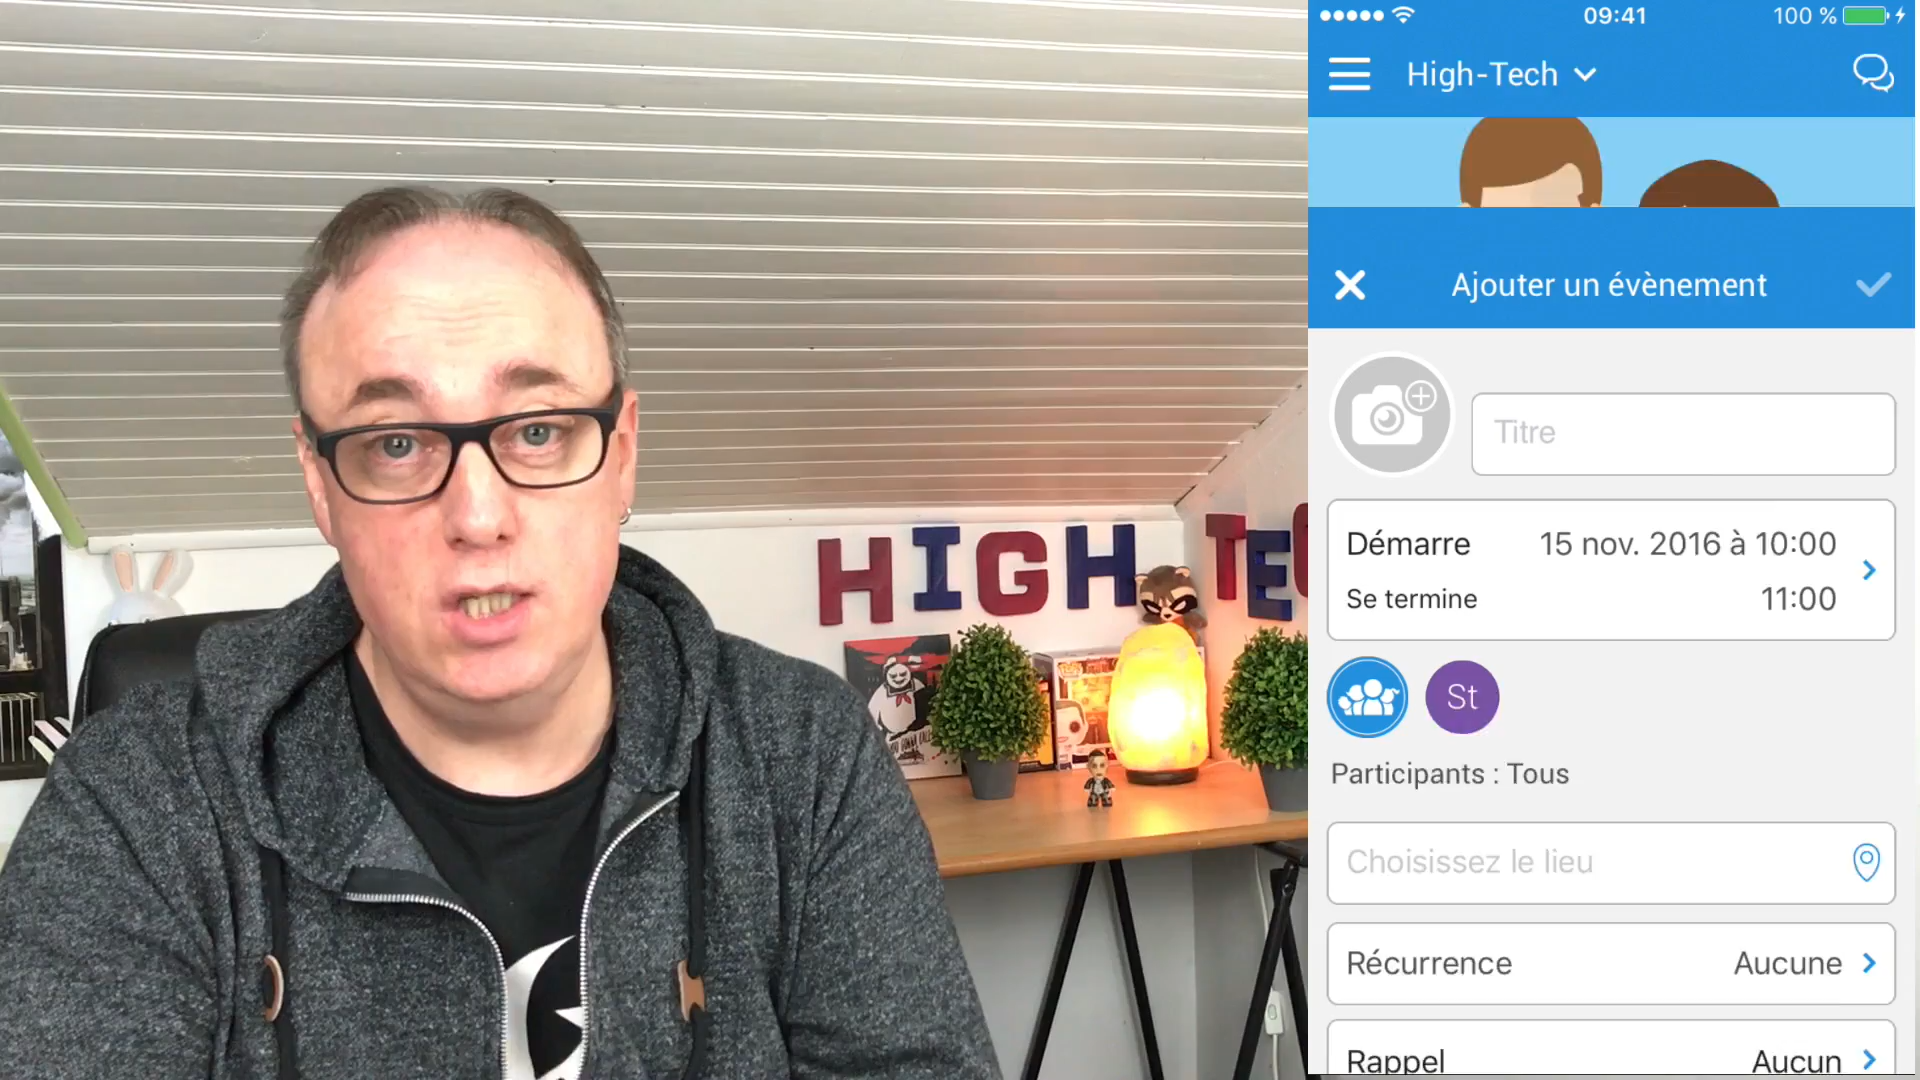 09:41
100 %
High-Tech
Ajouter un évènement
Titre
Démarre 15 nov. 2016 à 10:00
Se termine 11:00
St
Participants : Tous
Choisissez le lieu
Récurrence Aucune
Rappel Aucun
HIGH TEC